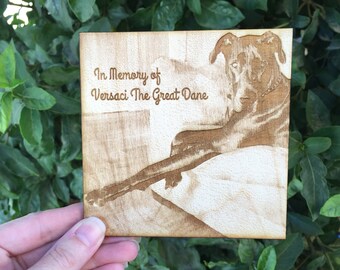 In Memory of
Versaci The Great Dane